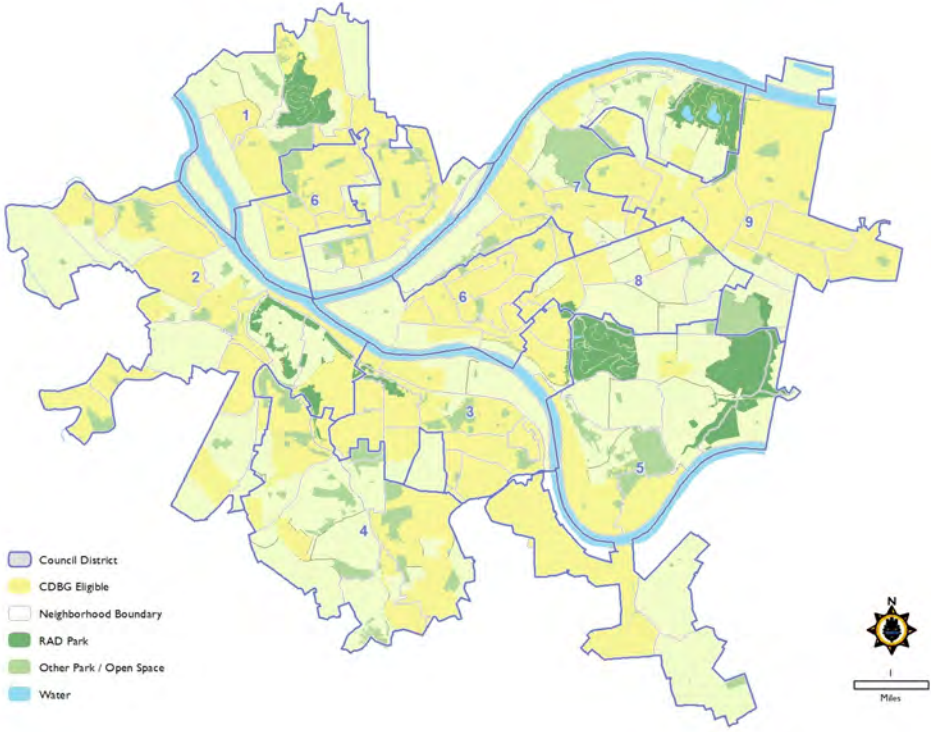 1
6
7
9
2
8
6
3
5
4
Council District
CDBG Eligible
Neighborhood Boundary
RAD Park
Other Park / Open Space
Water
N
1
Miles